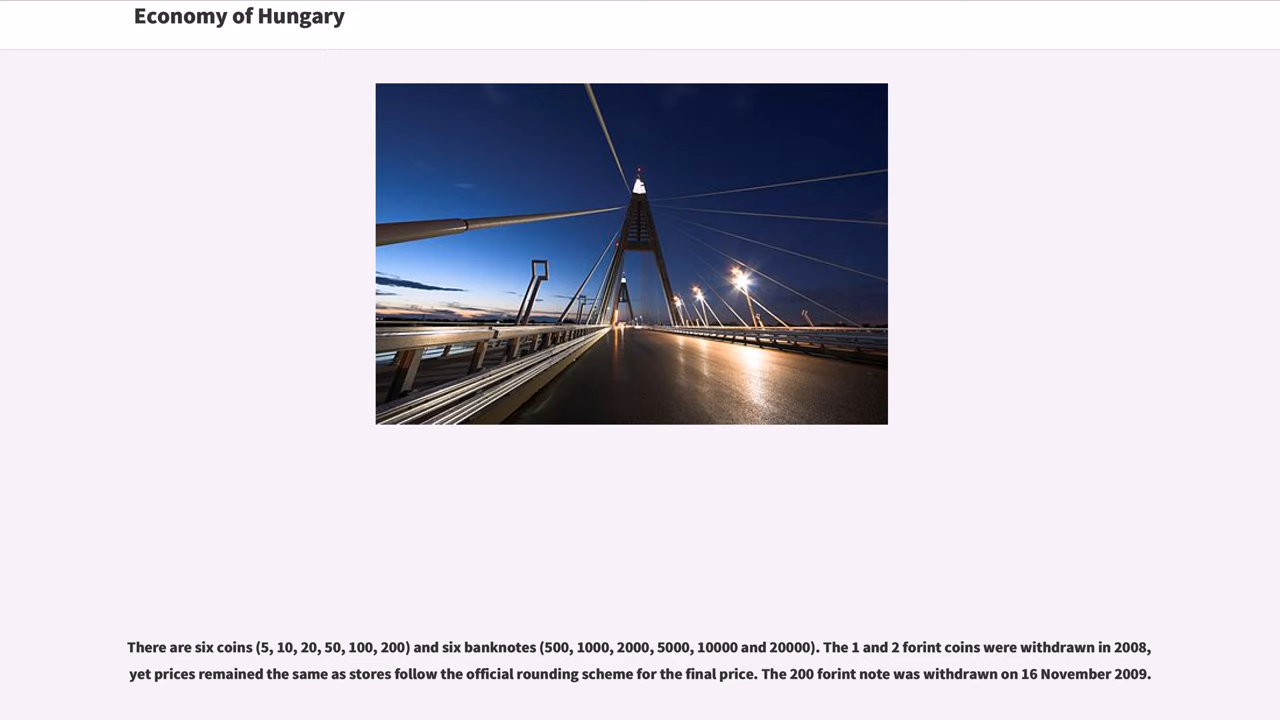 Economy of Hungary
There are six coins (5, 10, 20, 50, 100, 200) and six banknotes (500, 1000, 2000, 5000, 10000 and 20000). The 1 and 2 forint coins were withdrawn in 2008,
yet prices remained the same as stores follow the official rounding scheme for the final price. The 200 forint note was withdrawn on 16 November 2009.